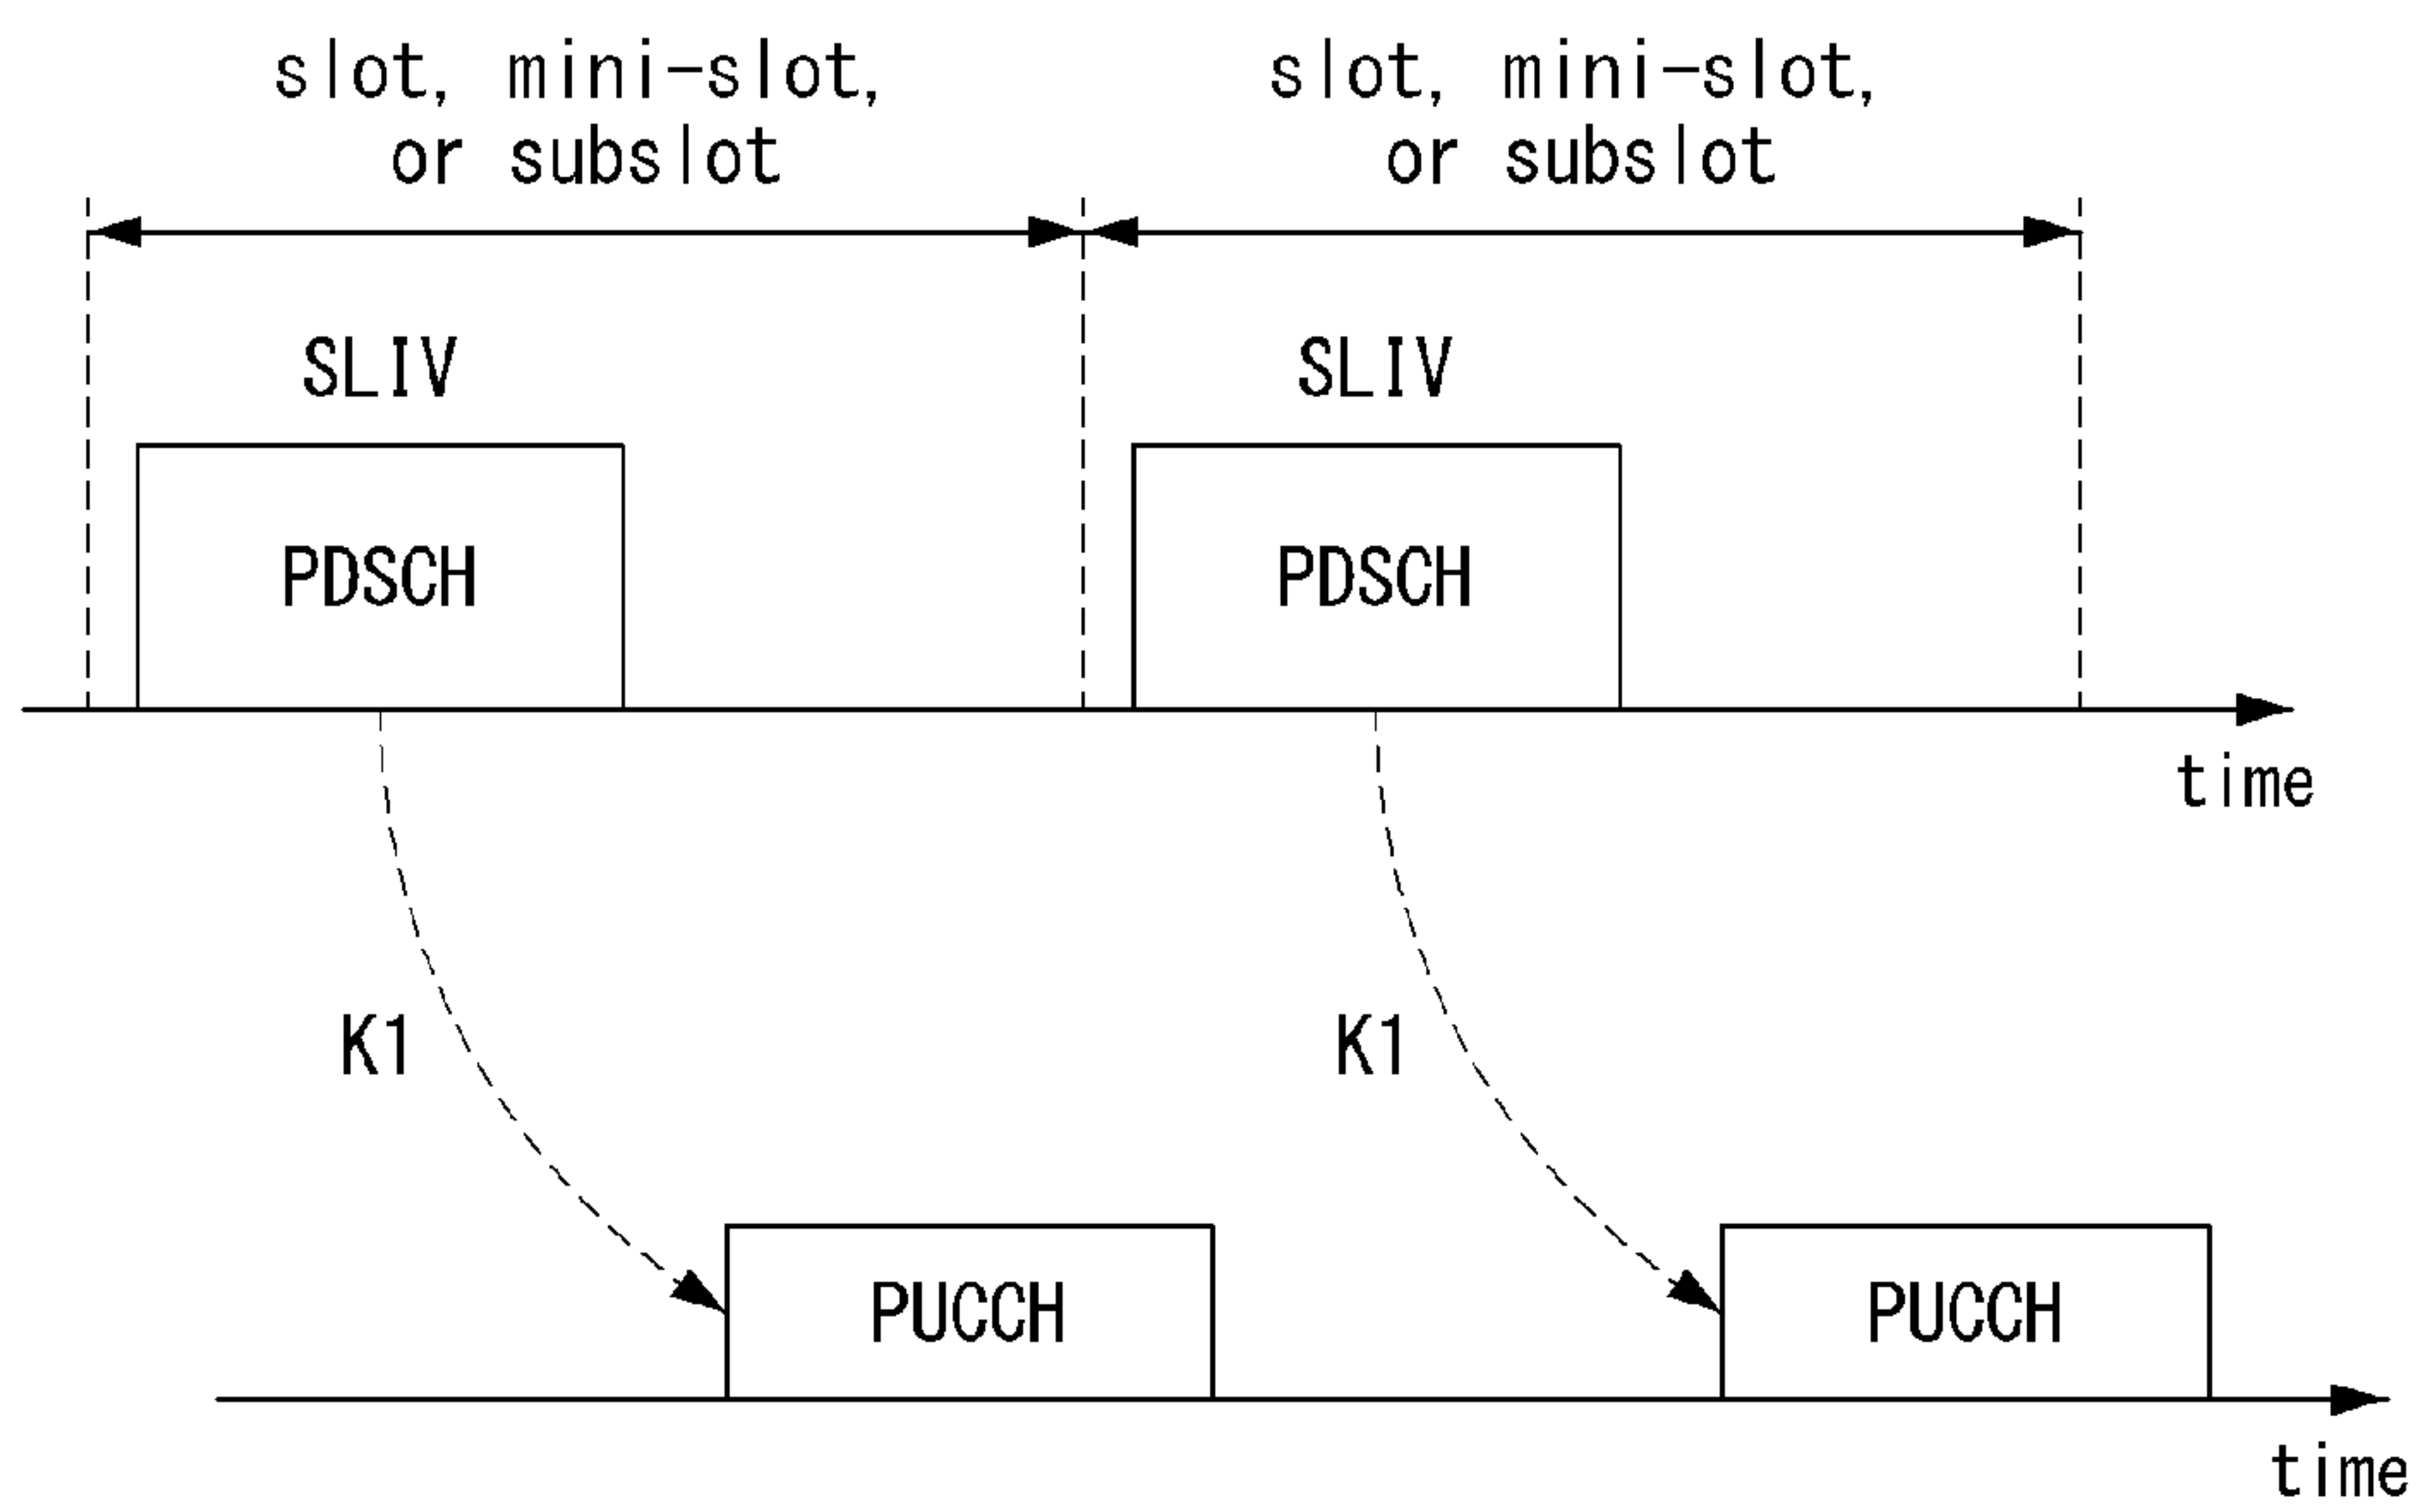 slot, mini-slot,
or subslot
slot, mini-slot,
or subslot
SLIV
SLIV
PDSCH
PDSCH
time
K1
K1
PUCCH
PUCCH
time